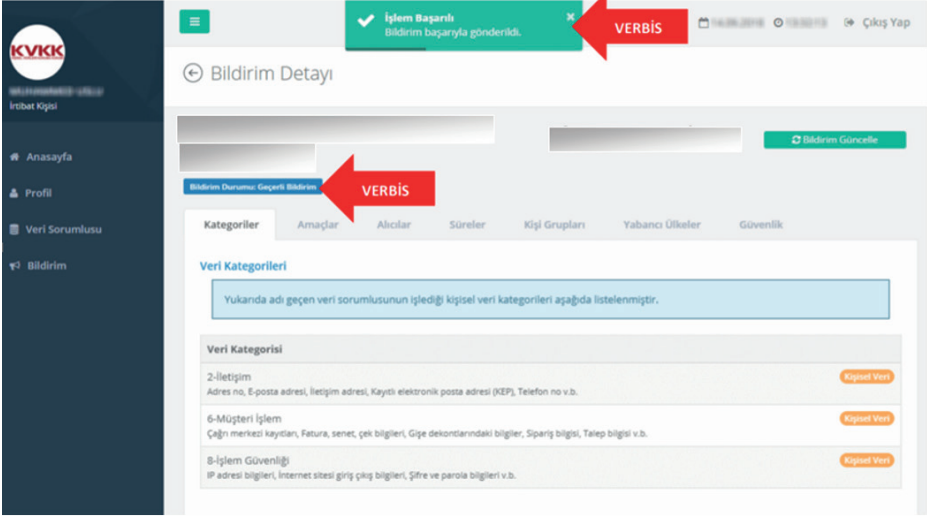 İşlem Başarılı
Bildirim başarıyla gönderildi.
VERBİS
Çıkış Yap
KVKK
İrtibat Kişisi
Bildirim Detayı
Bildirim Güncelle
Anasayfa
Profil
Veri Sorumlusu
Bildirim
Bildirim Durumu: Geçerli Bildirim
VERBİS
Kategoriler
Amaçlar
Alıcılar
Süreler
Kişi Grupları
Yabancı Ülkeler
Güvenlik
Veri Kategorileri
Yukarıda adı geçen veri sorumlusunun işlediği kişisel veri kategorileri aşağıda listelenmiştir.
Veri Kategorisi
2-İletişim
Kişisel Veri
Adres no, E-posta adresi, İletişim adresi, Kayıtlı elektronik posta adresi (KEP), Telefon no v.b.
6-Müşteri İşlem
Kişisel Veri
Çağrı merkezi kayıtları, Fatura, senet, çek bilgileri, Gişe dekontlarındaki bilgiler, Sipariş bilgisi, Talep bilgisi v.b.
8-İşlem Güvenliği
Kişisel Veri
IP adresi bilgileri, İnternet sitesi giriş çıkış bilgileri, Şifre ve parola bilgileri v.b.